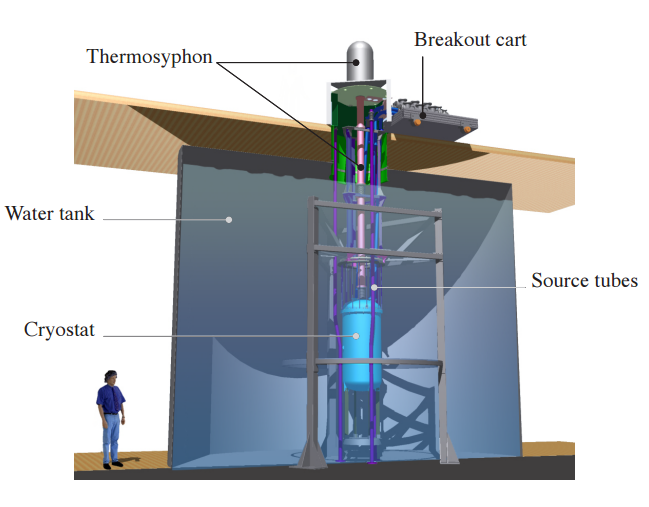 Breakout cart
Thermosyphon
Water tank
Source tubes
Cryostat